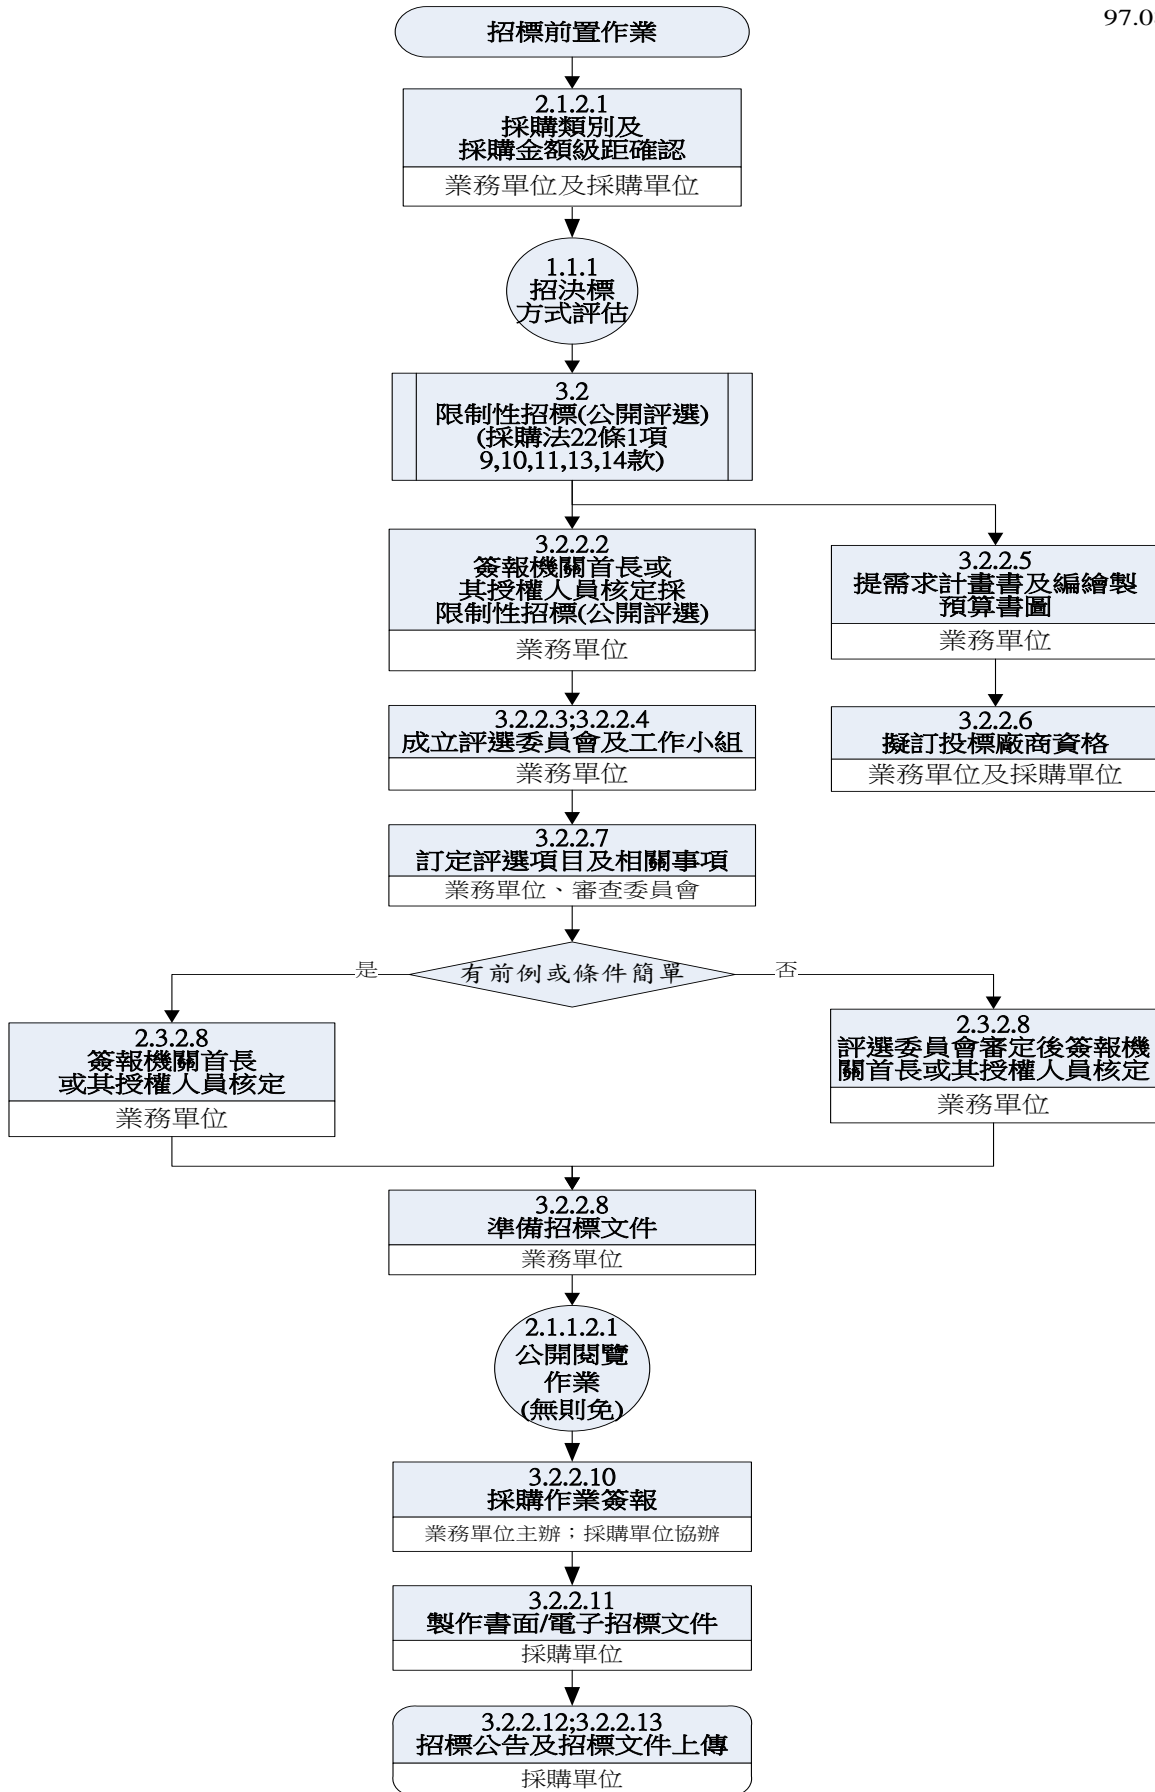 97.0
招標前置作業
2.1.2.1
採購類別及
採購金額級距確認
業務單位及採購單位
1.1.1
招決標
方式評估
3.2
限制性招標(公開評選)
(採購法22條1項
9,10,11,13,14款)
3.2.2.2
簽報機關首長或
其授權人員核定採
限制性招標(公開評選)
業務單位
3.2.2.5
提需求計畫書及編繪製
預算書圖
業務單位
3.2.2.3;3.2.2.4
成立評選委員會及工作小組
業務單位
3.2.2.6
擬訂投標廠商資格
業務單位及採購單位
3.2.2.7
訂定評選項目及相關事項
業務單位、審查委員會
是
有前例或條件簡單
否
2.3.2.8
簽報機關首長
或其授權人員核定
業務單位
2.3.2.8
評選委員會審定後簽報機
關首長或其授權人員核定
業務單位
3.2.2.8
準備招標文件
業務單位
2.1.1.2.1
公開閱覽
作業
(無則免)
3.2.2.10
採購作業簽報
業務單位主辦；採購單位協辦
3.2.2.11
製作書面/電子招標文件
採購單位
3.2.2.12;3.2.2.13
招標公告及招標文件上傳
採購單位